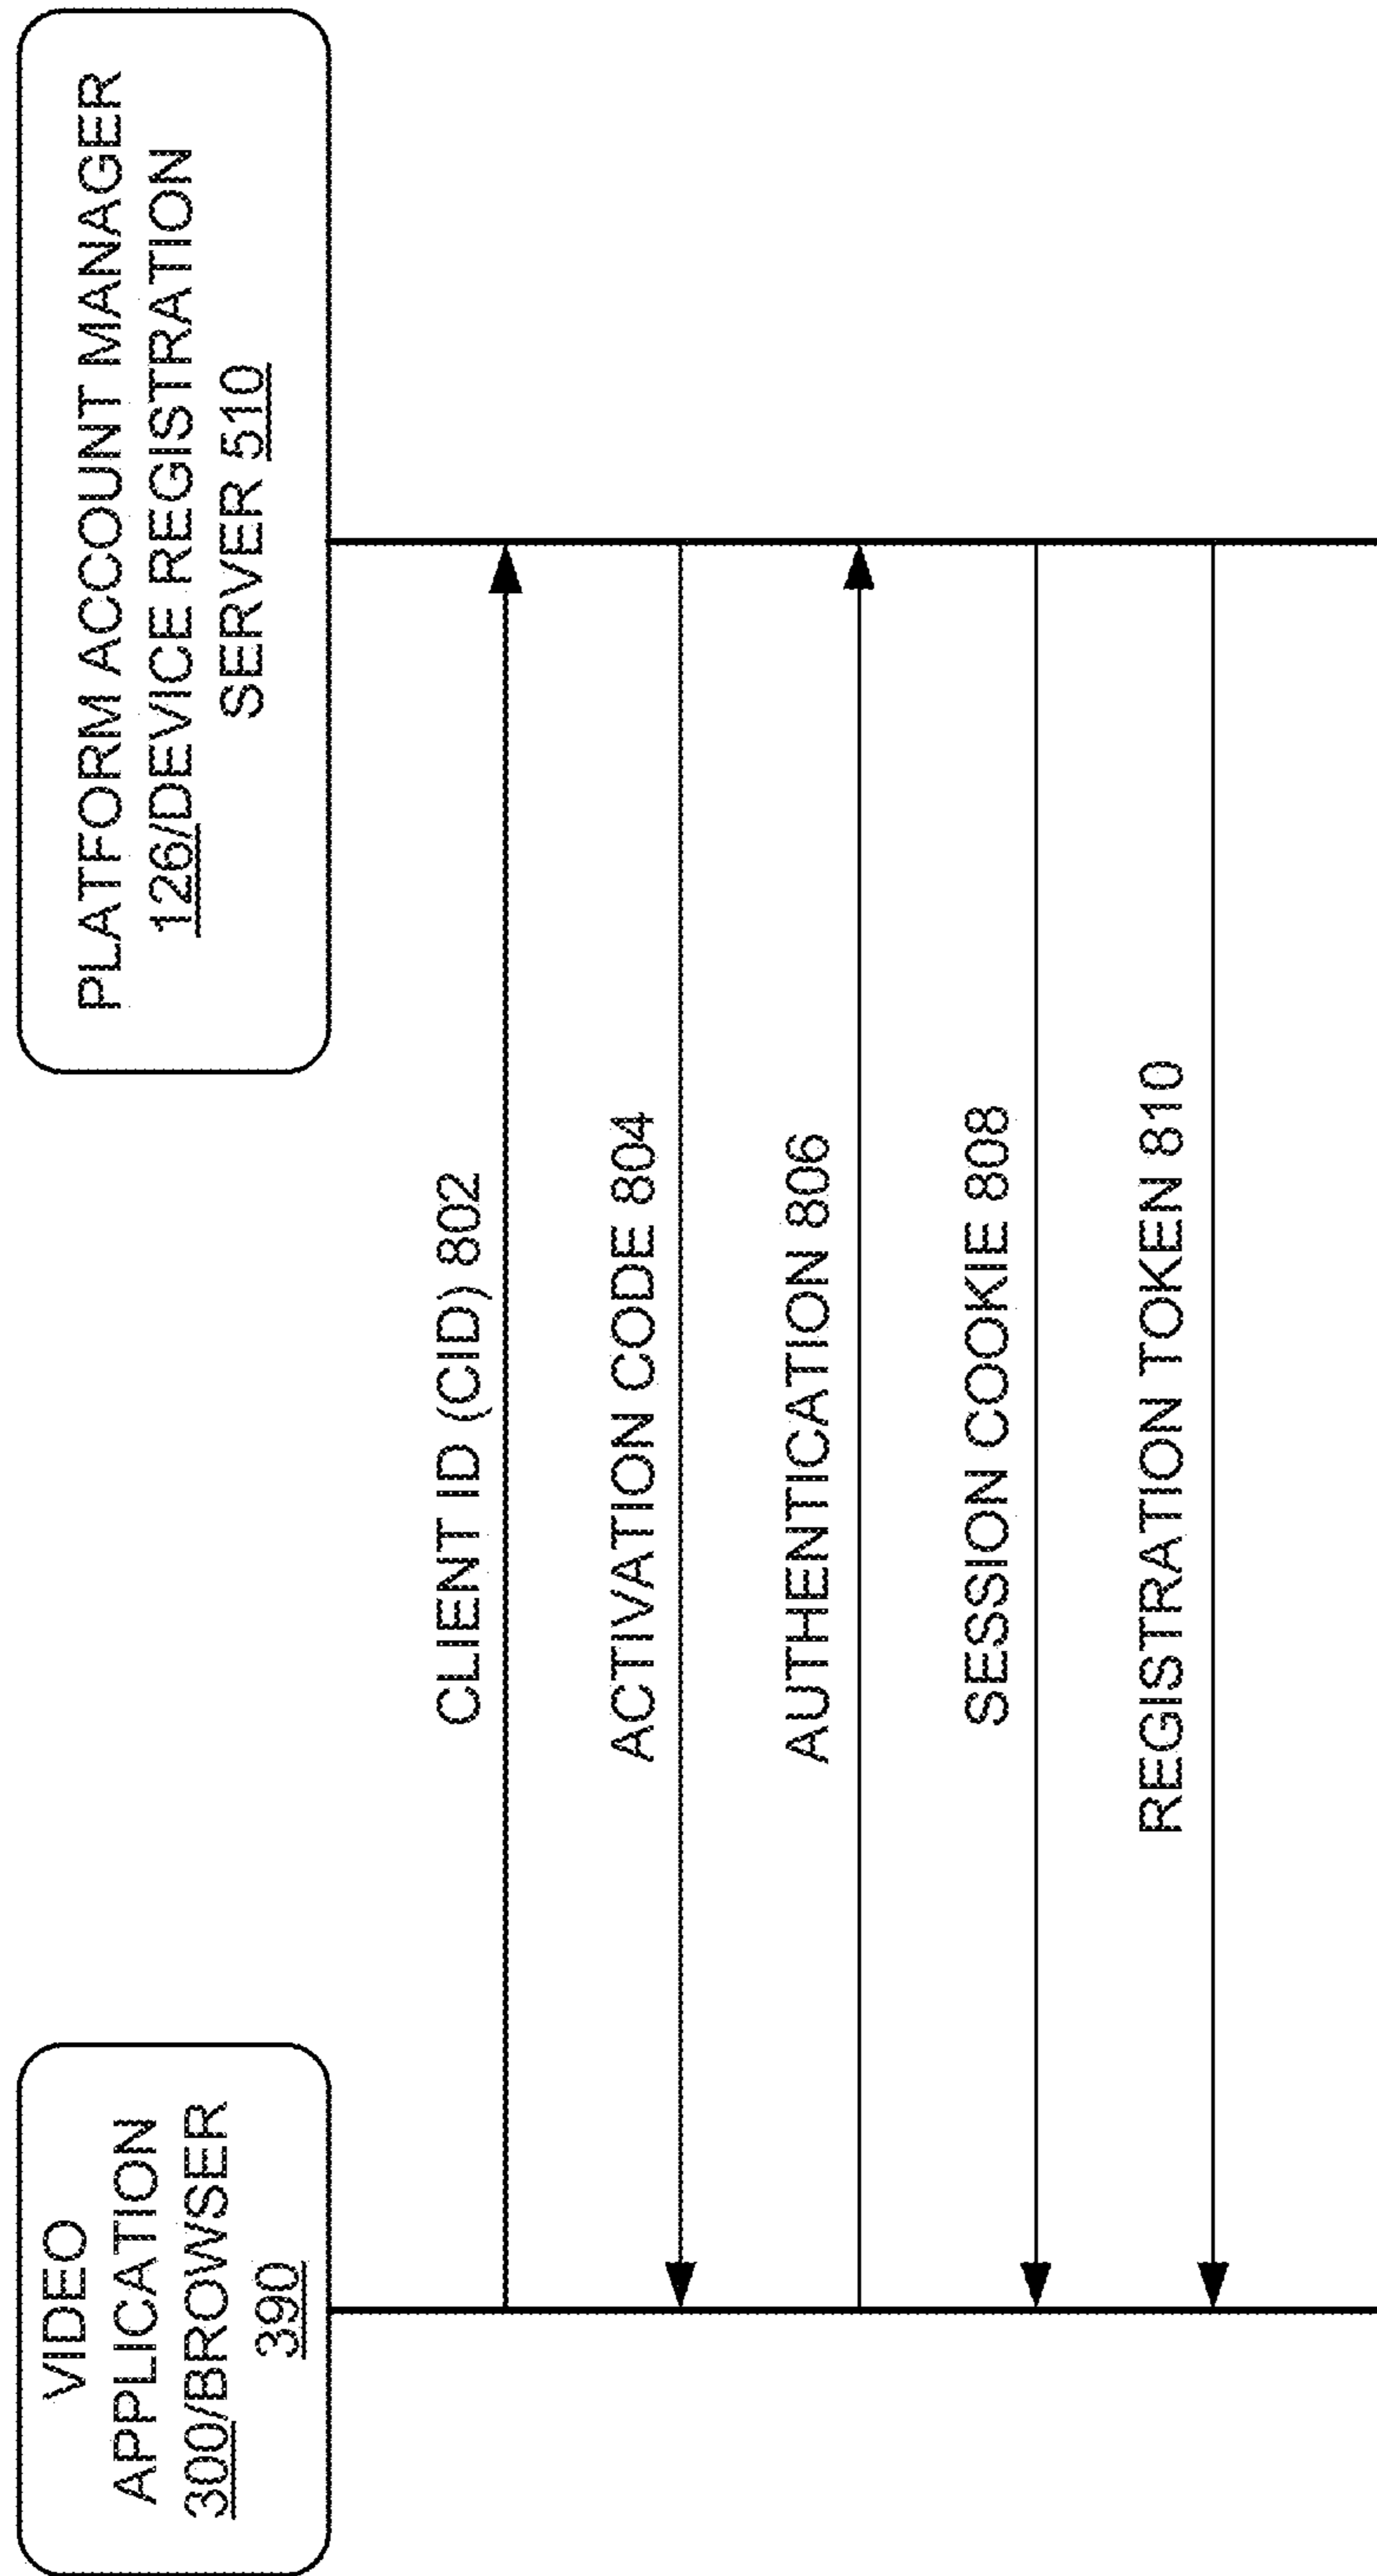 VIDEO
APPLICATION
300/BROWSER
390
PLATFORM ACCOUNT MANAGER
126/DEVICE REGISTRATION
SERVER 510
CLIENT ID (CID) 802
ACTIVATION CODE 804
AUTHENTICATION 806
SESSION COOKIE 808
REGISTRATION TOKEN 810